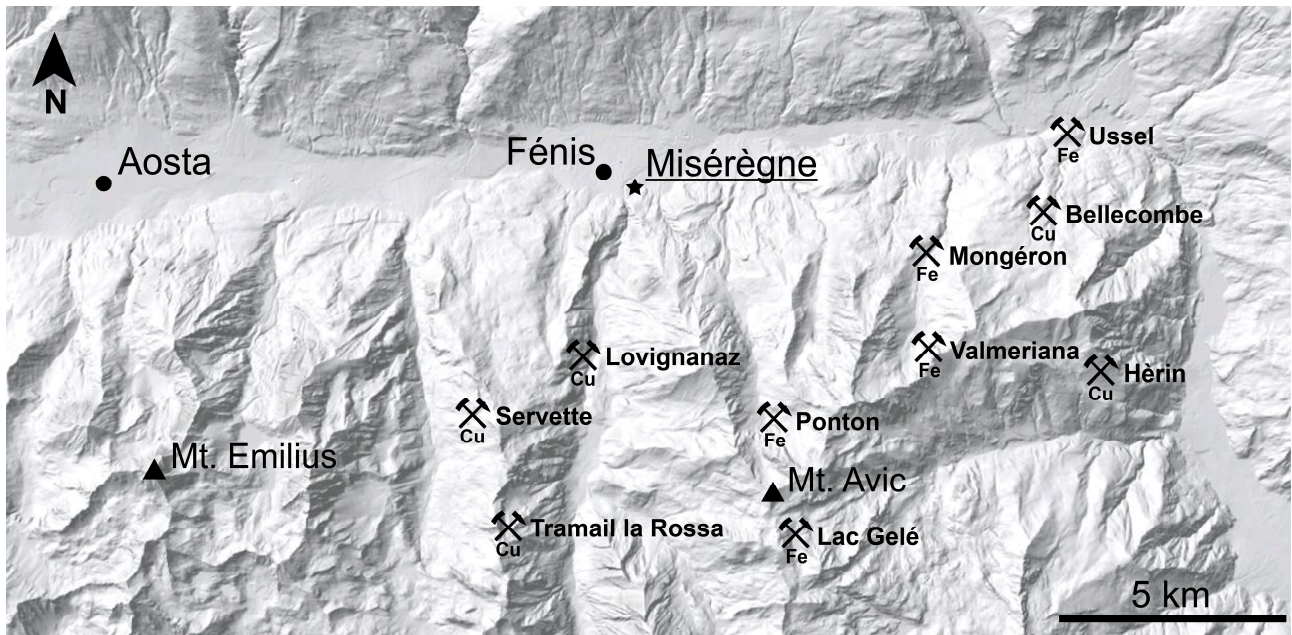 N
Aosta
Fénis
Misérègne
Ussel
Fe
Bellecombe
Cu
Mongéron
Fe
Lovignanaz
Cu
Valmeriana
Fe
Hèrin
Cu
Servette
Cu
Ponton
Fe
Mt. Emilius
Mt. Avic
Tramail la Rossa
Cu
Lac Gelé
Fe
5 km